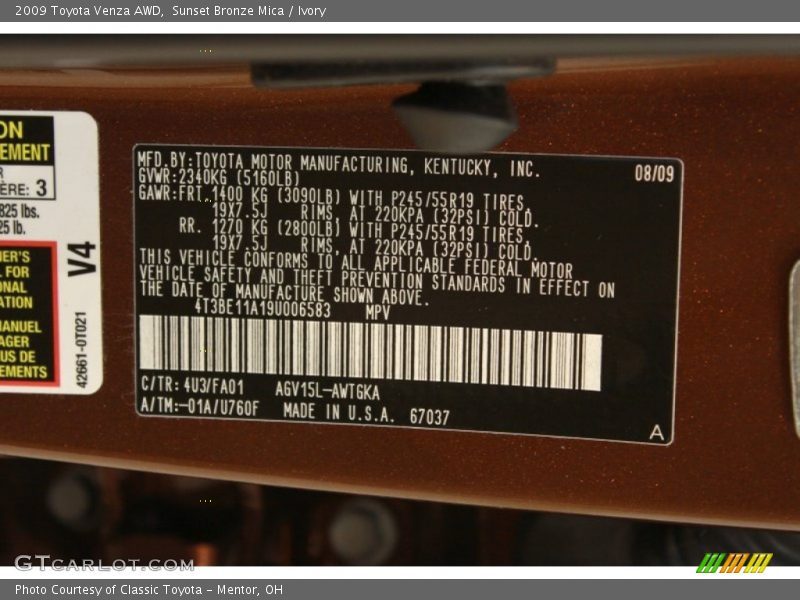 2009 Toyota Venza AWD,  Sunset Bronze Mica / Ivory
ON
EMENT
ÈRE: 3
825 lbs.
25 lb.
ER'S
L FOR
ONAL
ATION
MANUEL
AGER
US DE
EMENTS
V4
42661-0T021
MFD.BY:TOYOTA MOTOR MANUFACTURING, KENTUCKY, INC. 08/09
GVWR:2340KG (5160LB)
GAWR:FRT.1400 KG (3090LB) WITH P245/55R19 TIRES,
19X7.5J RIMS, AT 220KPA (32PSI) COLD.
RR. 1270 KG (2800LB) WITH P245/55R19 TIRES,
19X7.5J RIMS, AT 220KPA (32PSI) COLD.
THIS VEHICLE CONFORMS TO ALL APPLICABLE FEDERAL MOTOR
VEHICLE SAFETY AND THEFT PREVENTION STANDARDS IN EFFECT ON
THE DATE OF MANUFACTURE SHOWN ABOVE.
4T3BE11A19U006583 MPV
C/TR:4U3/FA01 AGV15L-AWTGKA
A/TM:-01A/U760F MADE IN U.S.A. 67037
A
GTCARLOT.COM
Photo Courtesy of Classic Toyota - Mentor, OH